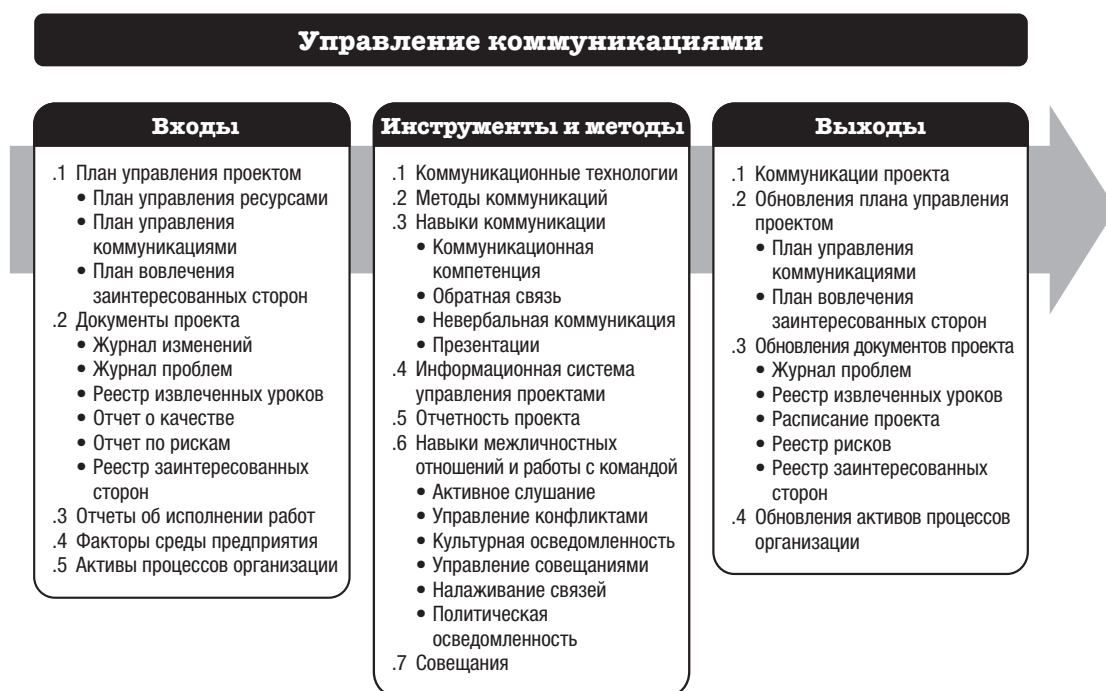 Управление коммуникациями
Входы
.1 План управления проектом
• План управления ресурсами
• План управления
коммуникациями
• План вовлечения
заинтересованных сторон
.2 Документы проекта
• Журнал изменений
• Журнал проблем
• Реестр извлеченных уроков
• Отчет о качестве
• Отчет по рискам
• Реестр заинтересованных
сторон
.3 Отчеты об исполнении работ
.4 Факторы среды предприятия
.5 Активы процессов организации
Инструменты и методы
.1 Коммуникационные технологии
.2 Методы коммуникаций
.3 Навыки коммуникации
• Коммуникационная
компетенция
• Обратная связь
• Невербальная коммуникация
• Презентации
.4 Информационная система
управления проектами
.5 Отчетность проекта
.6 Навыки межличностных
отношений и работы с командой
• Активное слушание
• Управление конфликтами
• Культурная осведомленность
• Управление совещаниями
• Налаживание связей
• Политическая
осведомленность
.7 Совещания
Выходы
.1 Коммуникации проекта
.2 Обновления плана управления
проектом
• План управления
коммуникациями
• План вовлечения
заинтересованных сторон
.3 Обновления документов проекта
• Журнал проблем
• Реестр извлеченных уроков
• Расписание проекта
• Реестр рисков
• Реестр заинтересованных
сторон
.4 Обновления активов процессов
организации